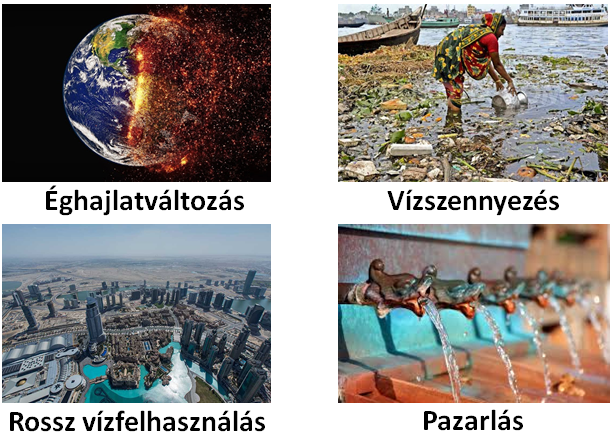 Éghajlatváltozás
Vízszennyezés
Rossz vízfelhasználás
Pazarlás